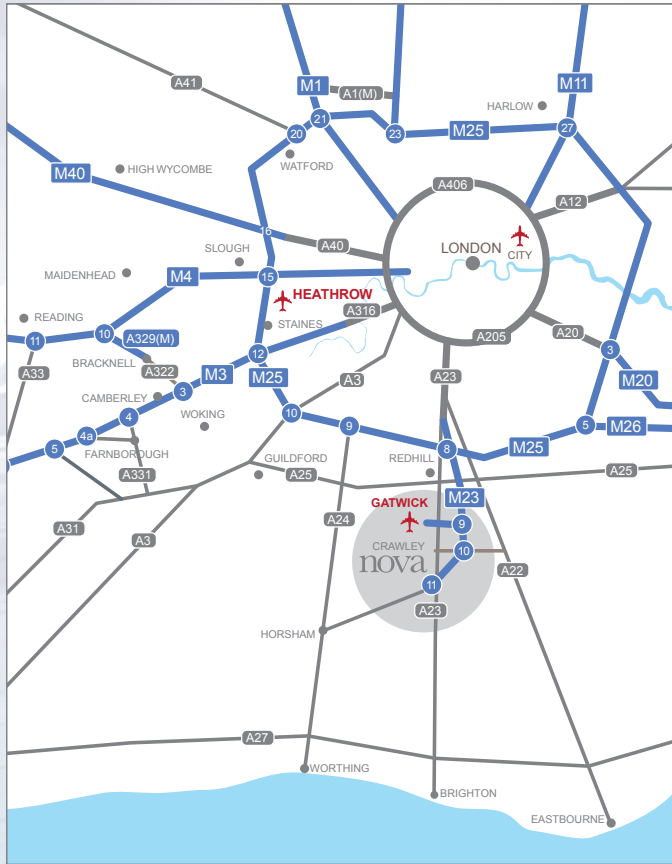 A41
M1
A1(M)
M11
HARLOW
21
20
23
M25
27
WATFORD
M40
HIGH WYCOMBE
A406
A12
16
A40
SLOUGH
LONDON
CITY
MAIDENHEAD
M4
15
HEATHROW
READING
A316
STAINES
11
10
A329(M)
A205
A20
BRACKNELL
12
3
A33
A322
M3
M25
A3
A23
M20
CAMBERLEY
3
WOKING
4
10
9
5
M26
4a
5
FARNBOROUGH
8
M25
GUILDFORD
REDHILL
A331
A25
A25
M23
GATWICK
A31
A24
9
A3
CRAWLEY
10
nova
A22
11
A23
HORSHAM
A27
WORTHING
BRIGHTON
EASTBOURNE